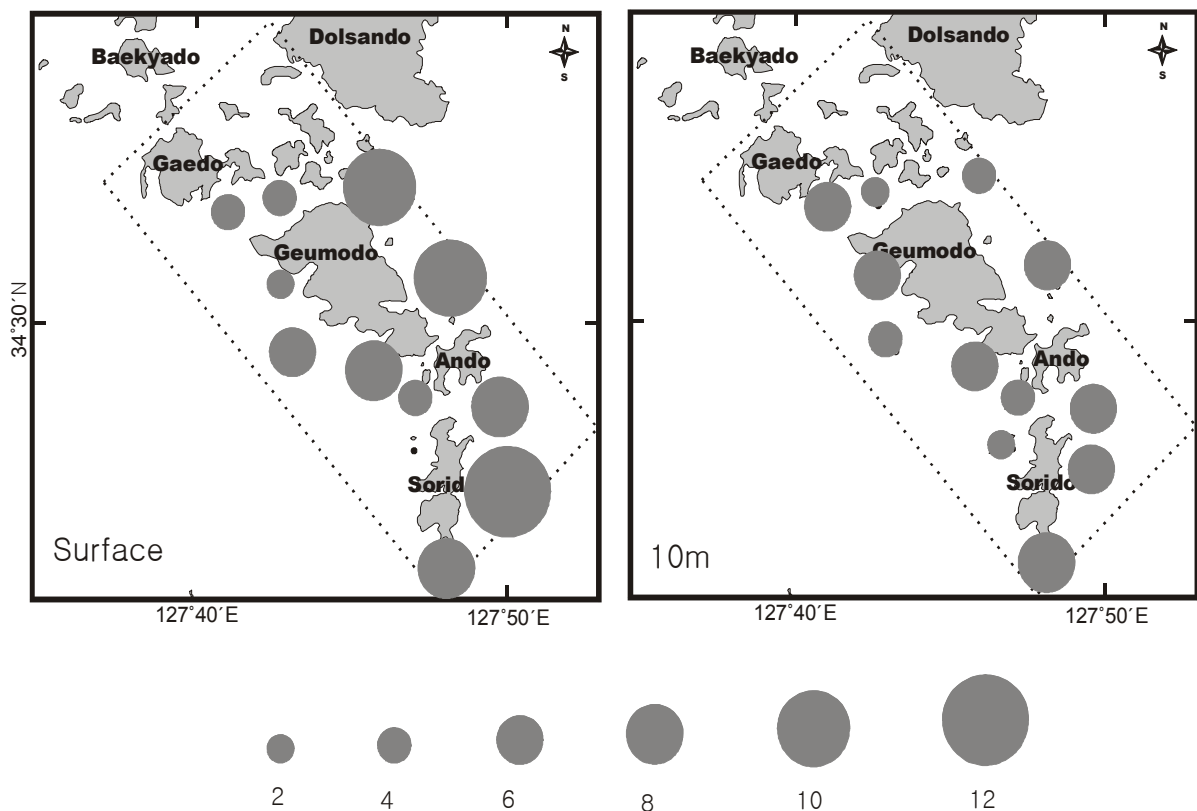 Baekyado
Dolsando
N
S
Gaedo
Geumodo
34°30′N
Ando
Sorid
Surface
127°40′E
127°50′E
Baekyado
Dolsando
N
S
Gaedo
Geumodo
Ando
Sorido
10m
127°40′E
127°50′E
2 4 6 8 10 12